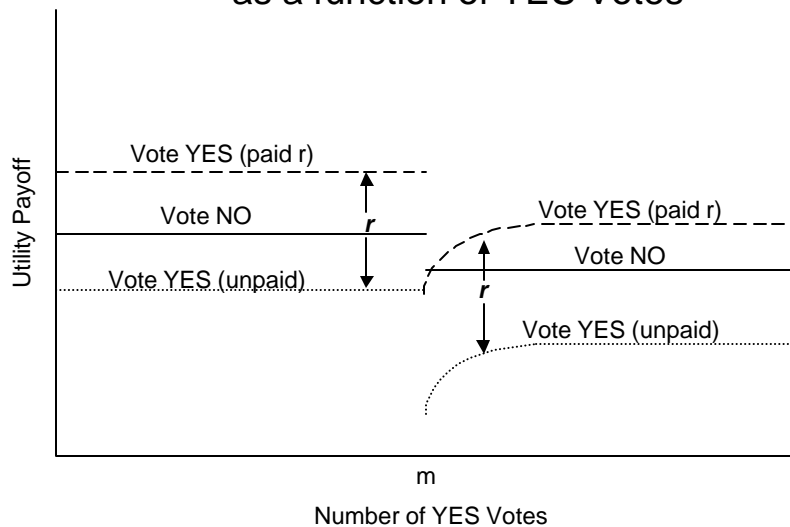 as a function of YES Votes
Vote YES (paid r)
Vote NO
r
Vote YES (unpaid)
Vote YES (paid r)
Vote NO
r
Vote YES (unpaid)
Utility Payoff
m
Number of YES Votes